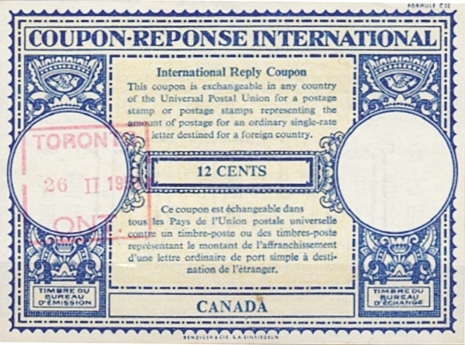 FORMULE C22
COUPON-REPONSE INTERNATIONAL
International Reply Coupon
This coupon is exchangeable in any country
of the Universal Postal Union for a postage
stamp or postage stamps representing the
amount of postage for an ordinary single-rate
letter destined for a foreign country.
TORONT
26 II 19
ONT.
12 CENTS
Ce coupon est échangeable dans
tous les Pays de l'Union postale universelle
contre un timbre-poste ou des timbres-poste
représentant le montant de l'affranchissement
d'une lettre ordinaire de port simple à desti-
nation de l'étranger.
TIMBRE DU
BUREAU
D'ÉMISSION
CANADA
TIMBRE DU
BUREAU
D'ÉCHANGE
BENZIGER & CIE. S.A. EINSIEDELN